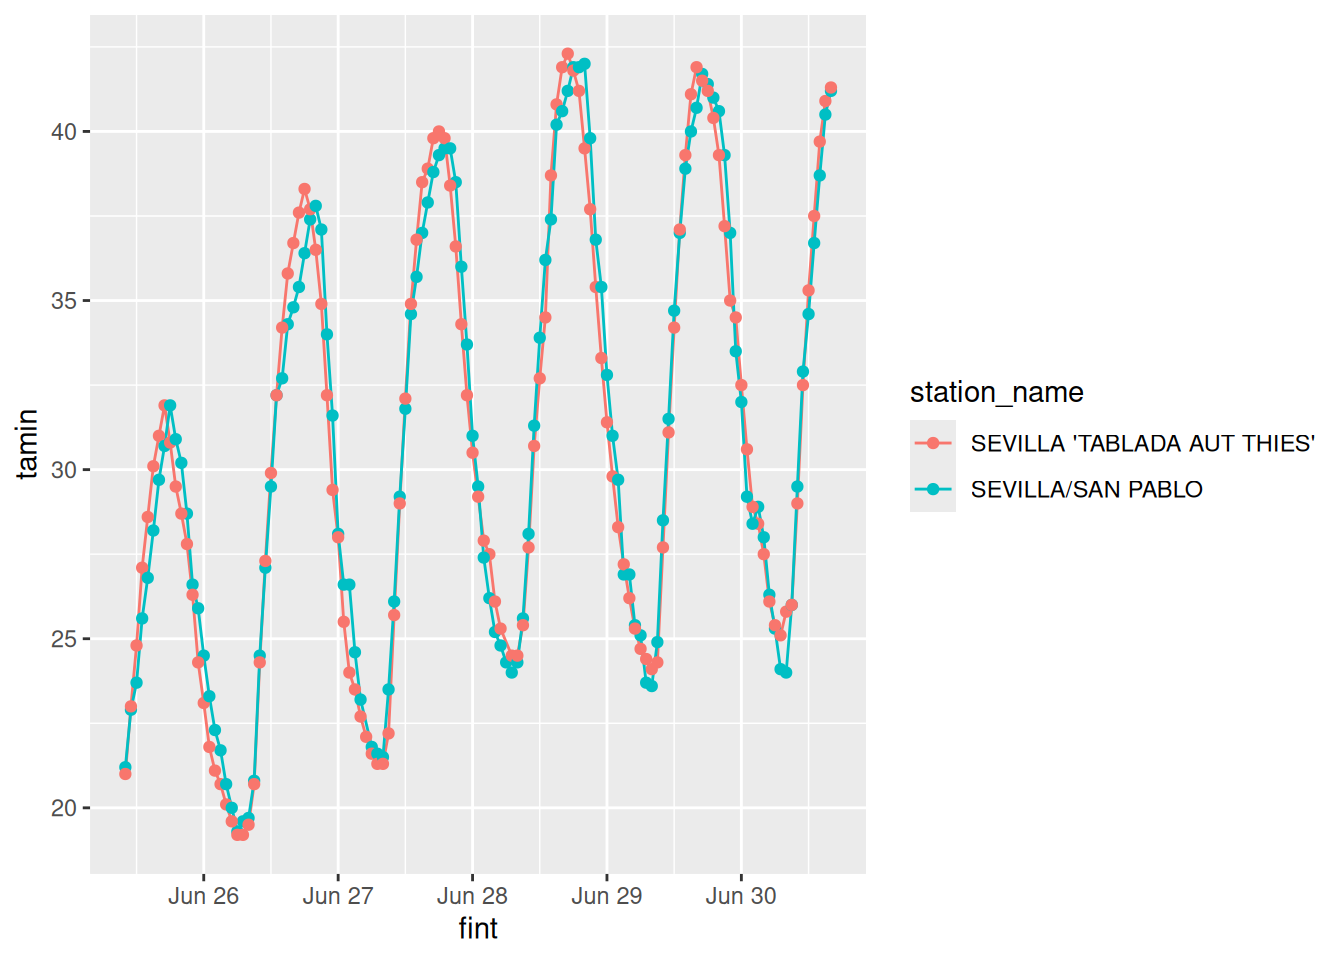 40
35
30
25
20
tamin
Jun 26
Jun 27
Jun 28
Jun 29
Jun 30
fint
station_name
SEVILLA 'TABLADA AUT THIES'
SEVILLA/SAN PABLO